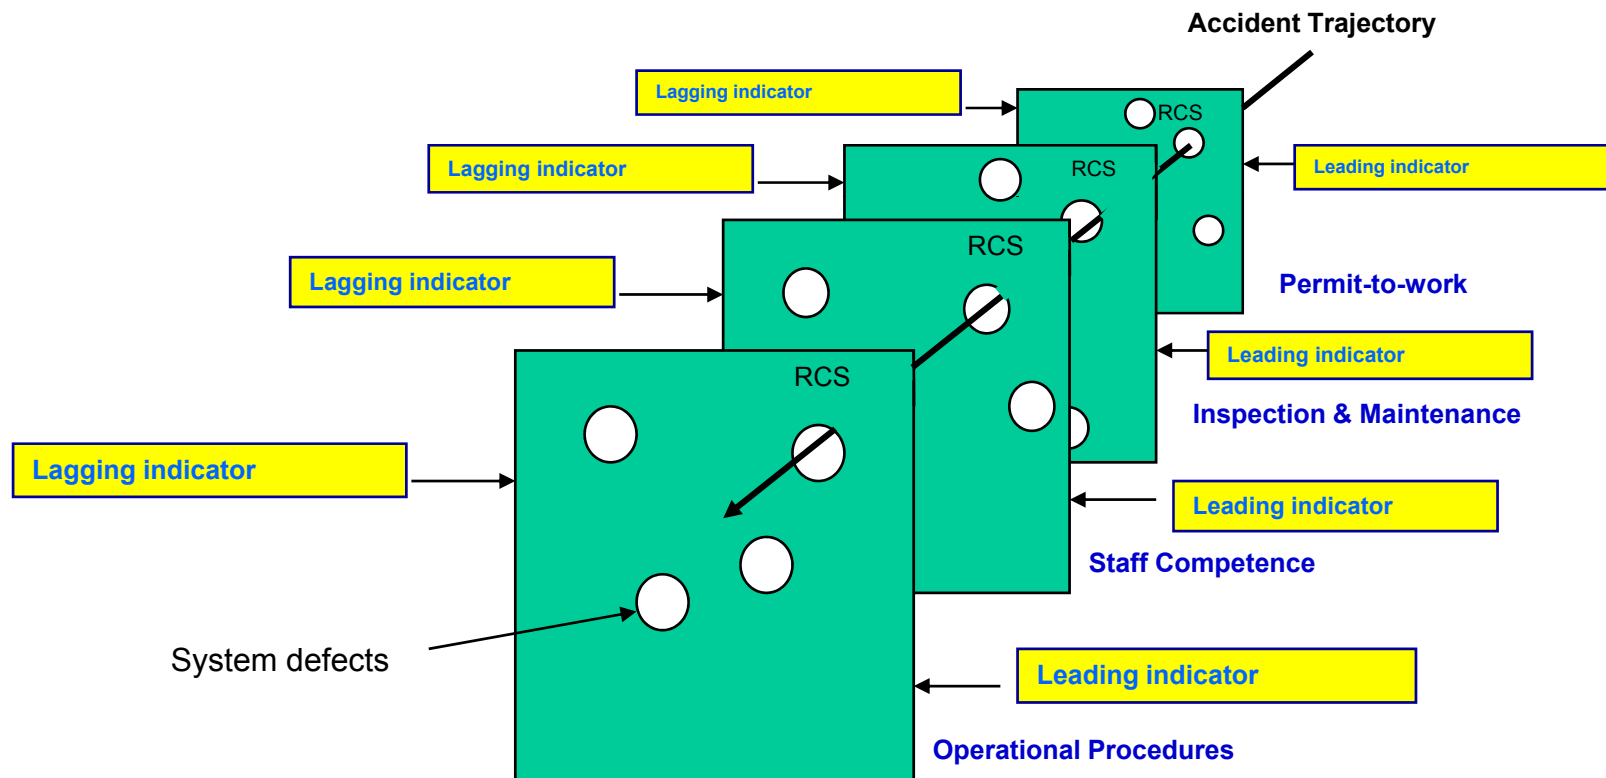 Accident Trajectory
Lagging indicator
RCS
Lagging indicator
RCS
Leading indicator
Lagging indicator
RCS
Permit-to-work
Leading indicator
RCS
Inspection & Maintenance
Lagging indicator
Leading indicator
Staff Competence
System defects
Leading indicator
Operational Procedures